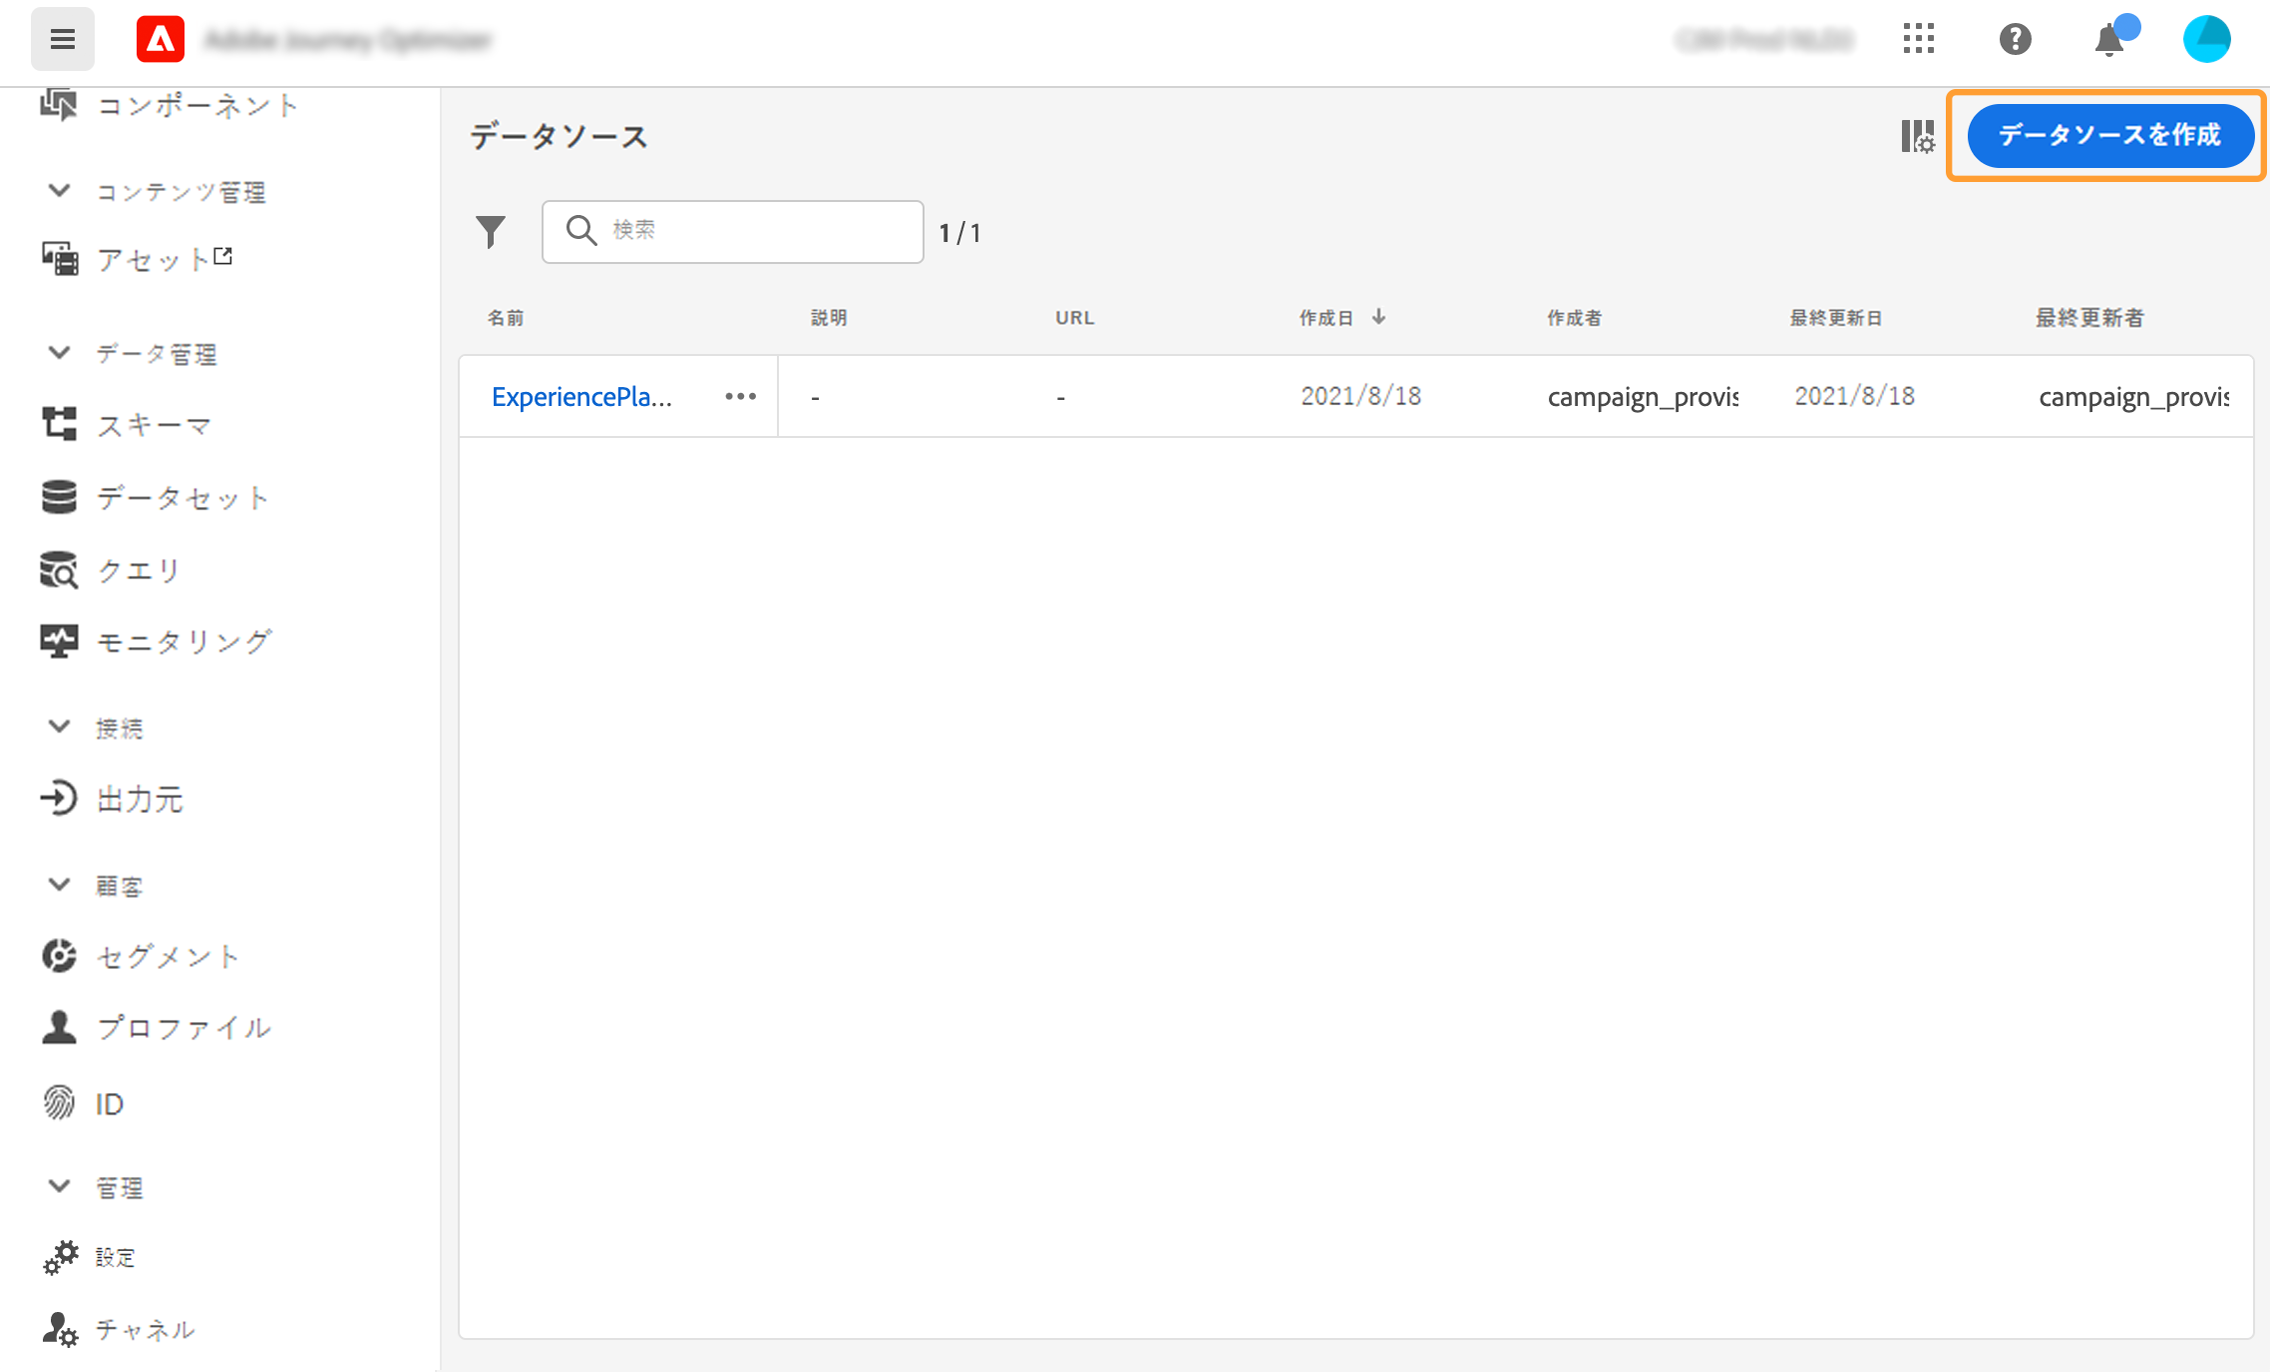 Adobe Journey Optimizer
コンポーネント
コンテンツ管理
アセット
データ管理
スキーマ
データセット
クエリ
モニタリング
接続
出力元
顧客
セグメント
プロファイル
ID
管理
設定
チャネル
データソース
データソースを作成
検索
1 / 1
名前 説明 URL 作成日 作成者 最終更新日 最終更新者
ExperiencePla... - - 2021/8/18 campaign_provis 2021/8/18 campaign_provis